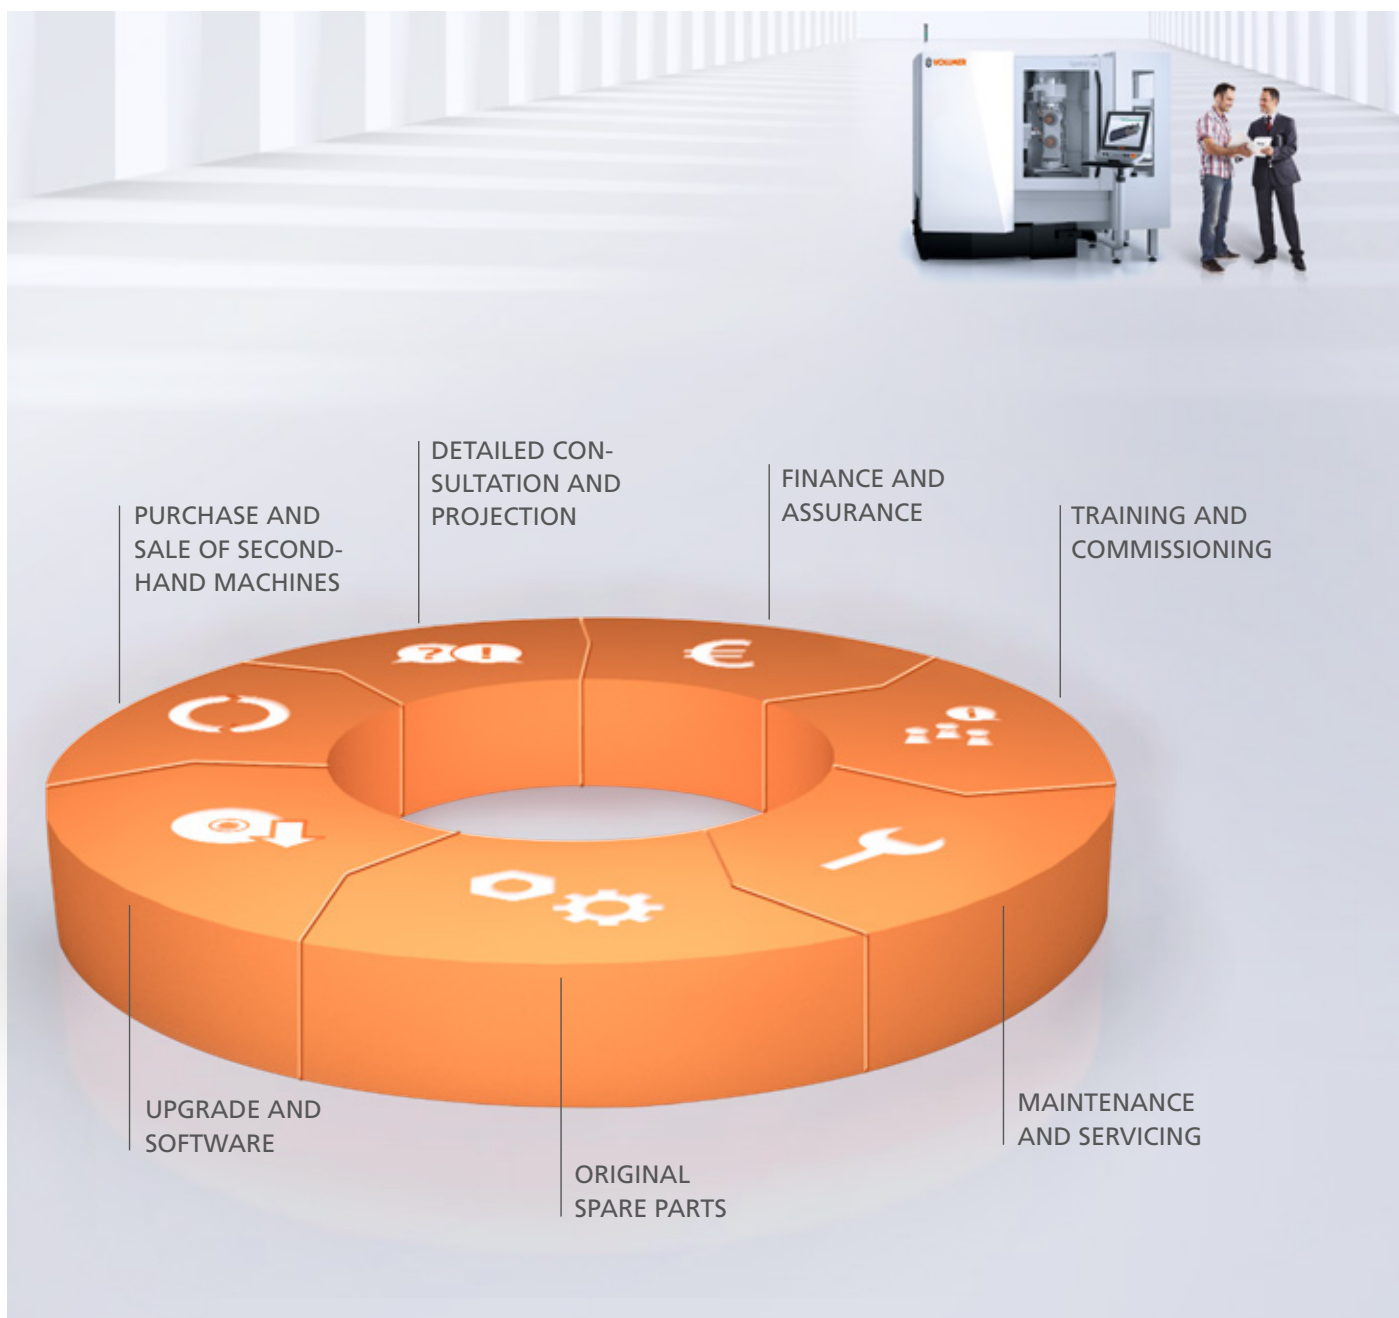 VOLLMER
DETAILED CON-
SULTATION AND
PROJECTION
FINANCE AND
ASSURANCE
PURCHASE AND
SALE OF SECOND-
HAND MACHINES
TRAINING AND
COMMISSIONING
? !
€
UPGRADE AND
SOFTWARE
MAINTENANCE
AND SERVICING
ORIGINAL
SPARE PARTS